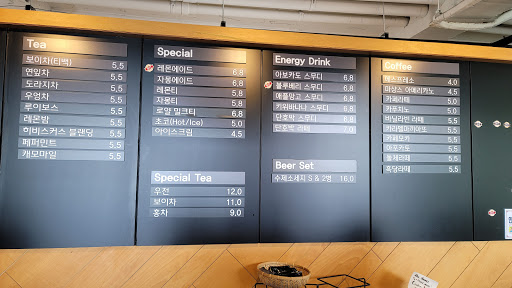 Tea
보이차(티백) 5.5
연잎차 5.5
도라지차 5.5
우엉차 5.5
루이보스 5.5
레몬밤 5.5
히비스커스 블랜딩 5.5
페퍼민트 5.5
캐모마일 5.5
Special
레몬에이드 6.8
자몽에이드 6.8
레몬티 5.8
자몽티 5.8
로얄 밀크티 6.8
초코(Hot/Ice) 5.0
아이스크림 4.5
Special Tea
우전 12.0
보이차 11.0
홍차 9.0
Energy Drink
아보카도 스무디 6.8
블루베리 스무디 6.8
애플망고 스무디 6.8
키위바나나 스무디 6.8
단호박 스무디 6.8
단호박 라떼 7.0
Beer Set
수제소세지 S & 2병 16.0
Coffee
에스프레소 4.0
아메리카노 4.5
카페라떼 5.0
카푸치노 5.0
바닐라빈 라떼 5.5
카라멜마키아또 5.5
카페모카 5.5
아포카토 5.5
돌체라떼 5.5
흑당라떼 5.5